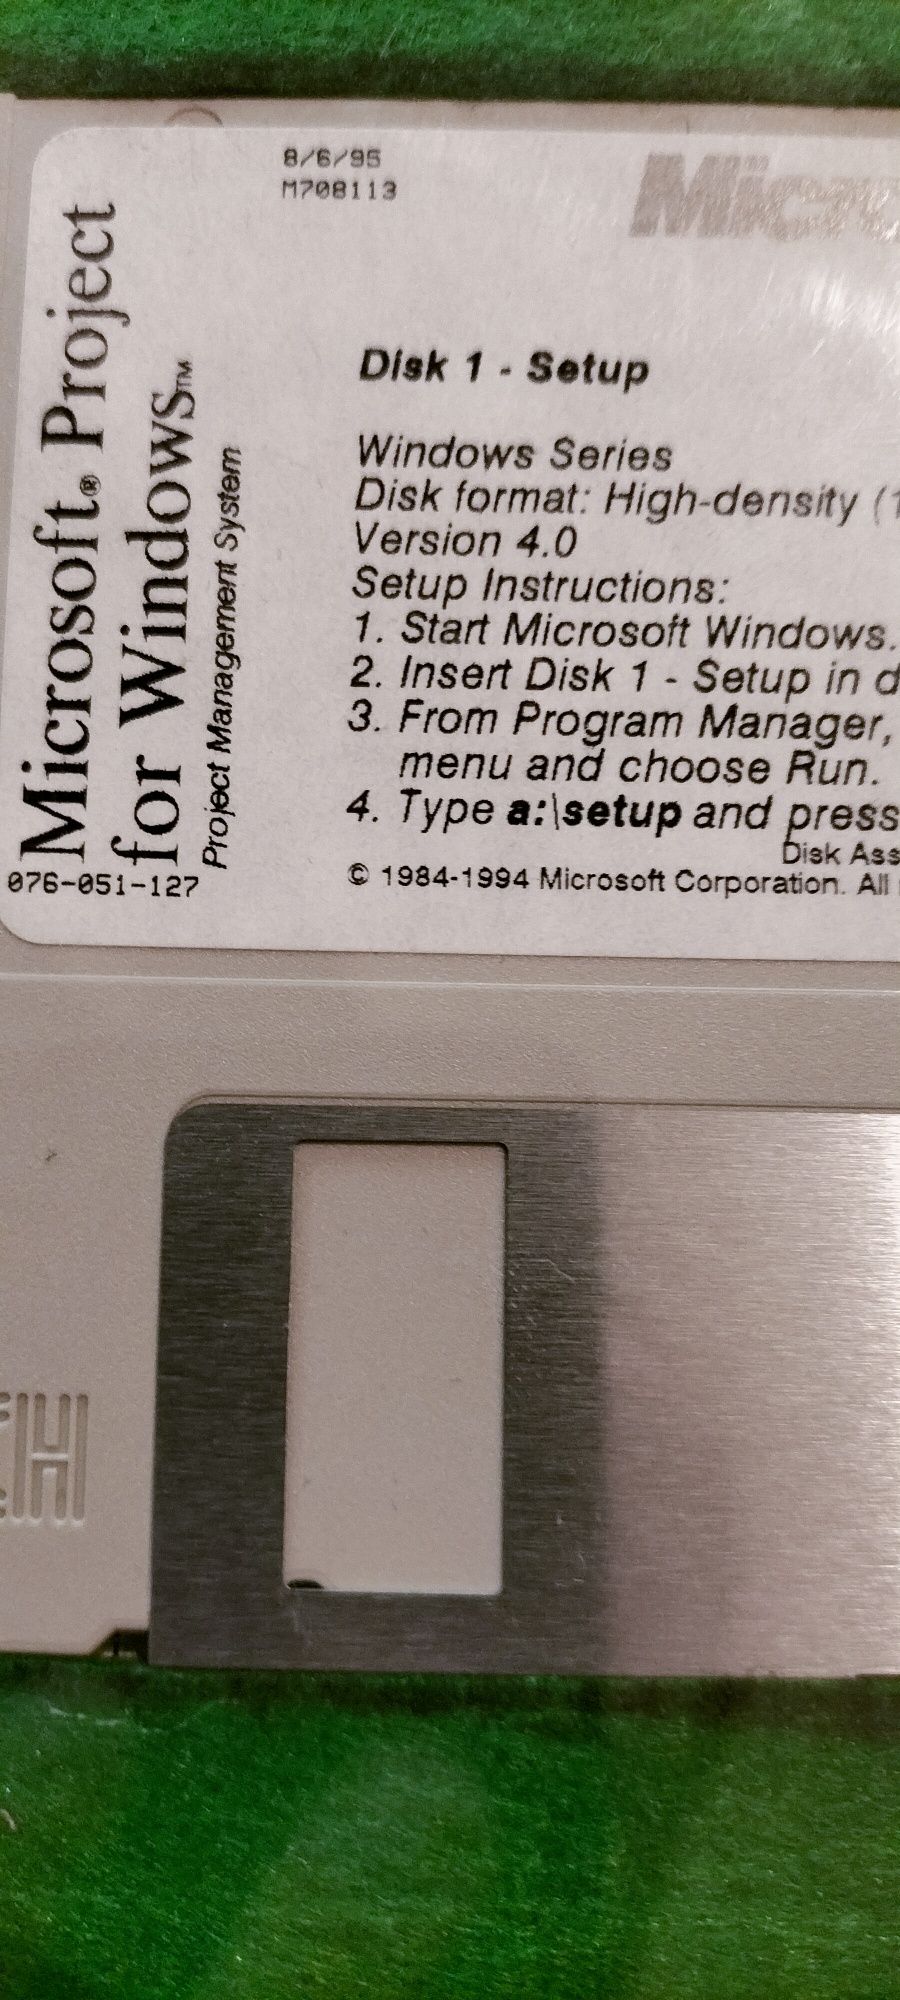 8/6/95
M708113
Microsoft® Project
for Windows™
Project Management System
076-051-127
Disk 1 - Setup
Windows Series
Disk format: High-density (1
Version 4.0
Setup Instructions:
1. Start Microsoft Windows.
2. Insert Disk 1 - Setup in d
3. From Program Manager,
menu and choose Run.
4. Type a:\setup and press
Disk Ass
© 1984-1994 Microsoft Corporation. All